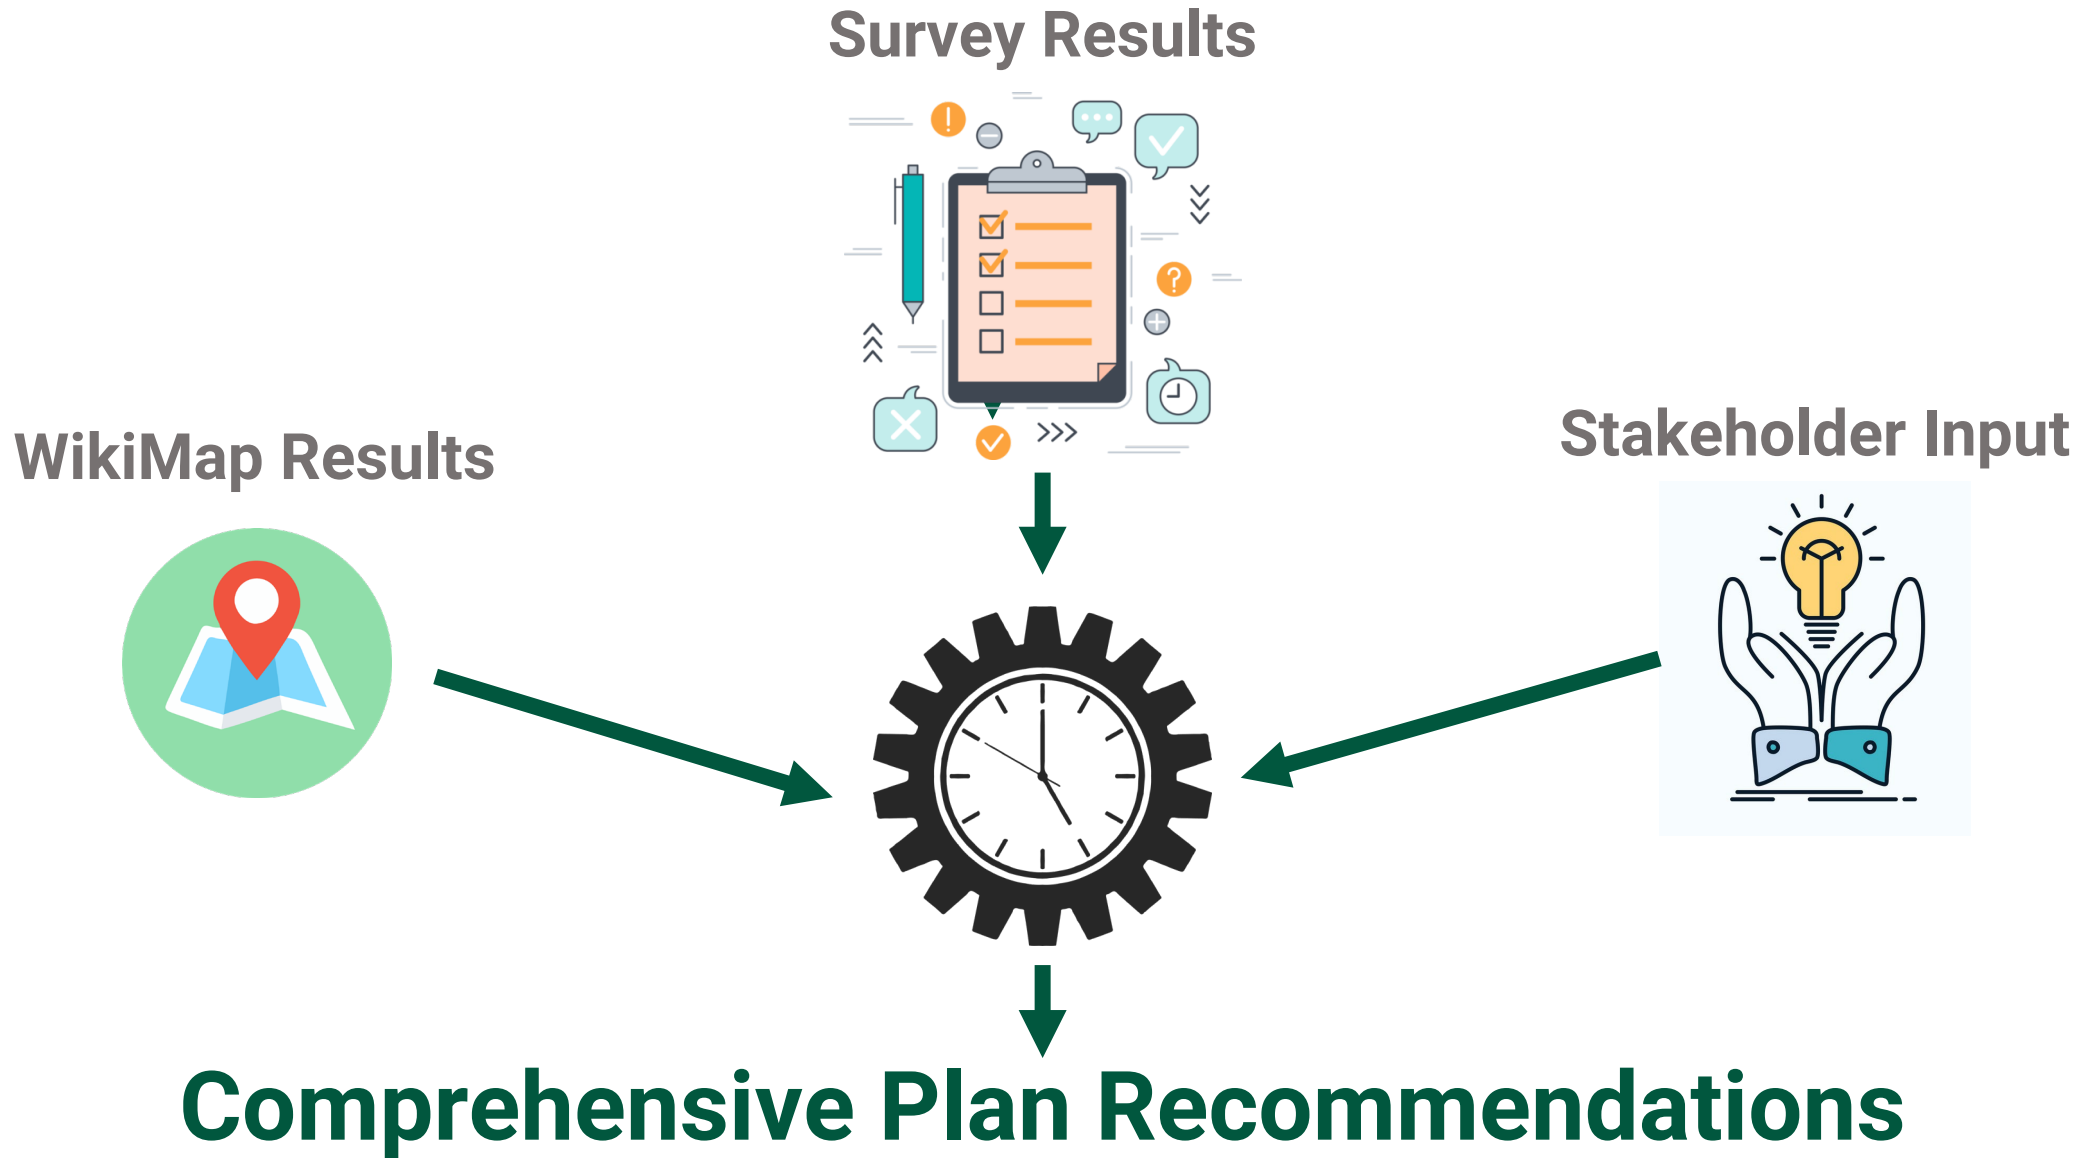 Survey Results
WikiMap Results
Stakeholder Input
Comprehensive Plan Recommendations